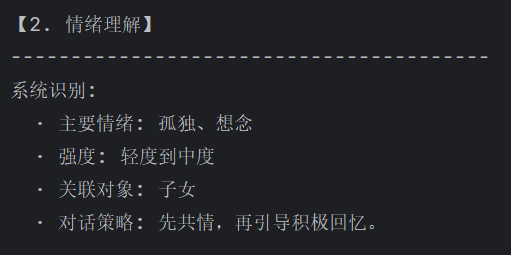 【2. 情绪理解】
----------------------------------------
系统识别:
· 主要情绪: 孤独、想念
· 强度: 轻度到中度
· 关联对象: 子女
· 对话策略: 先共情，再引导积极回忆。